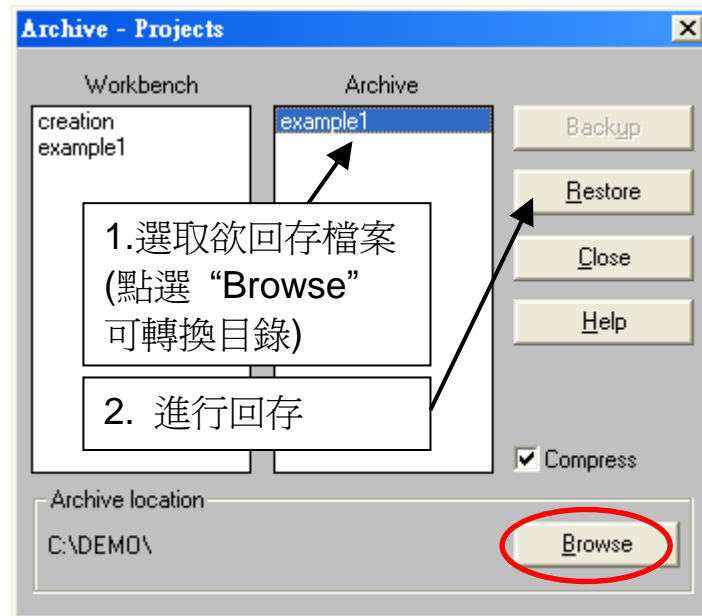 Archive - Projects
Workbench
Archive
creation
example1
example1
Backup
Restore
Close
Help
1.選取欲回存檔案
(點選 “Browse”
可轉換目錄)
2. 進行回存
Compress
Archive location
C:\DEMO\
Browse